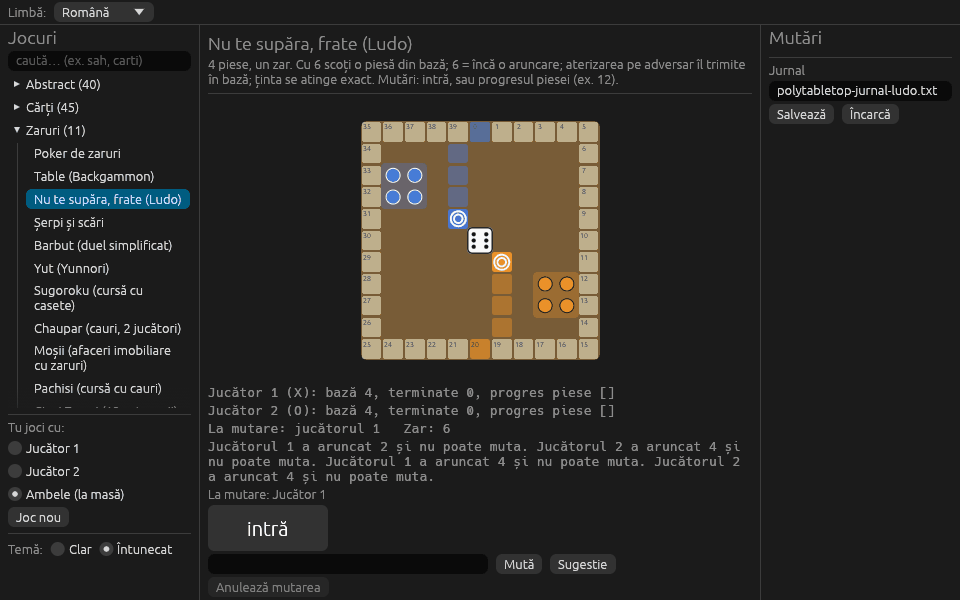 Limbă: Română
Jocuri
caută... (ex. sah, carti)
Abstract (40)
Cărți (45)
Zaruri (11)
Poker de zaruri
Table (Backgammon)
Nu te supăra, frate (Ludo)
Șerpi și scări
Barbut (duel simplificat)
Yut (Yunnori)
Sugoroku (cursă cu
casete)
Chaupar (cauri, 2 jucători)
Moșii (afaceri imobiliare
cu zaruri)
Pachisi (cursă cu cauri)
Tu joci cu:
Jucător 1
Jucător 2
Ambele (la masă)
Joc nou
Temă: Clar Întunecat
Nu te supăra, frate (Ludo)
4 piese, un zar. Cu 6 scoți o piesă din bază; 6 = încă o aruncare; aterizarea pe adversar îl trimite
în bază; ținta se atinge exact. Mutări: intră, sau progresul piesei (ex. 12).
35 36 37 38 39 1 2 3 4 5
34 6
33 7
32 8
31 9
30 10
29 11
28 12
27 13
26 14
25 24 23 22 21 20 19 18 17 16 15
Jucător 1 (X): bază 4, terminate 0, progres piese []
Jucător 2 (O): bază 4, terminate 0, progres piese []
La mutare: jucătorul 1 Zar: 6
Jucătorul 1 a aruncat 2 și nu poate muta. Jucătorul 2 a aruncat 4 și
nu poate muta. Jucătorul 1 a aruncat 4 și nu poate muta. Jucătorul 2
a aruncat 4 și nu poate muta.
La mutare: Jucător 1
intră
Mută Sugestie
Anulează mutarea
Mutări
Jurnal
polytabletop-jurnal-ludo.txt
Salvează Încarcă